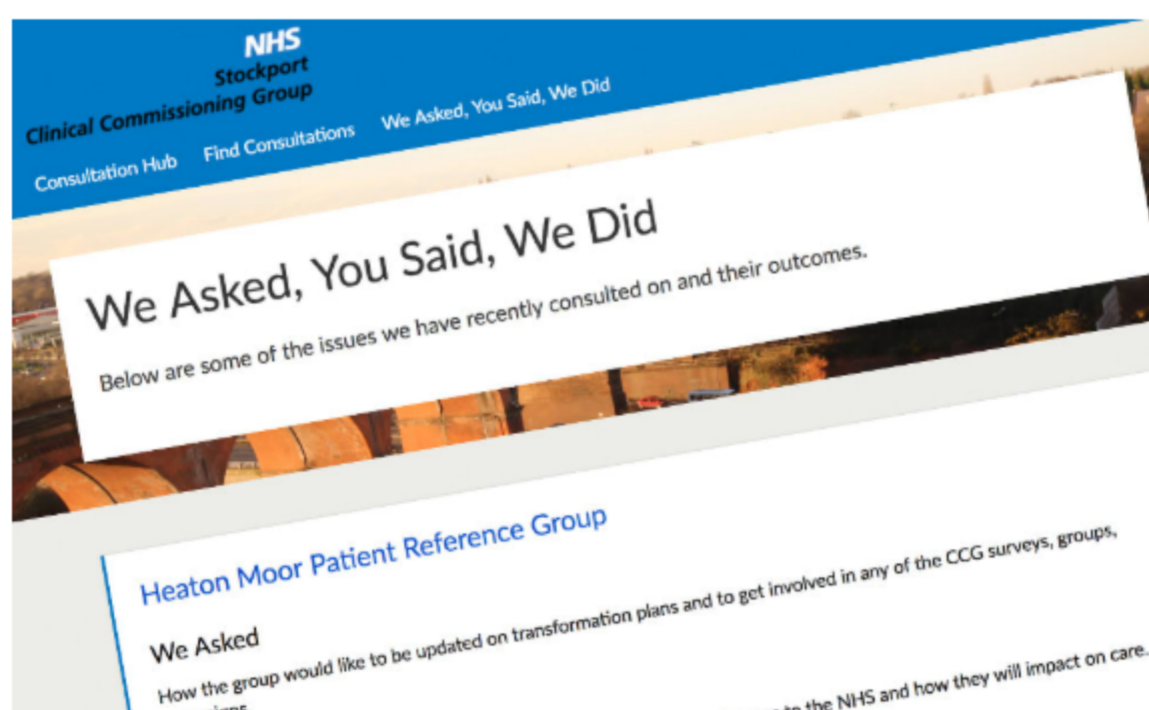 NHS
Stockport
Clinical Commissioning Group
Consultation Hub Find Consultations We Asked, You Said, We Did
We Asked, You Said, We Did
Below are some of the issues we have recently consulted on and their outcomes.
Heaton Moor Patient Reference Group
We Asked
How the group would like to be updated on transformation plans and to get involved in any of the CCG surveys, groups,
to the NHS and how they will impact on care.